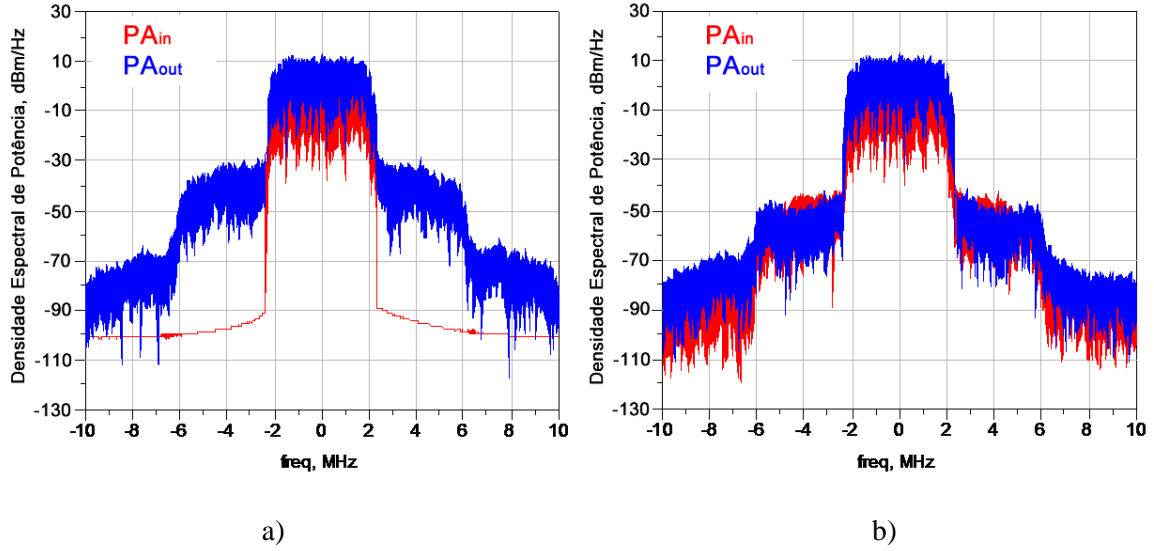 PAin
PAout
Densidade Espectral de Potência, dBm/Hz
30
10
-10
-30
-50
-70
-90
-110
-130
-10 -8 -6 -4 -2 0 2 4 6 8 10
freq, MHz
a)
PAin
PAout
Densidade Espectral de Potência, dBm/Hz
30
10
-10
-30
-50
-70
-90
-110
-130
-10 -8 -6 -4 -2 0 2 4 6 8 10
freq, MHz
b)